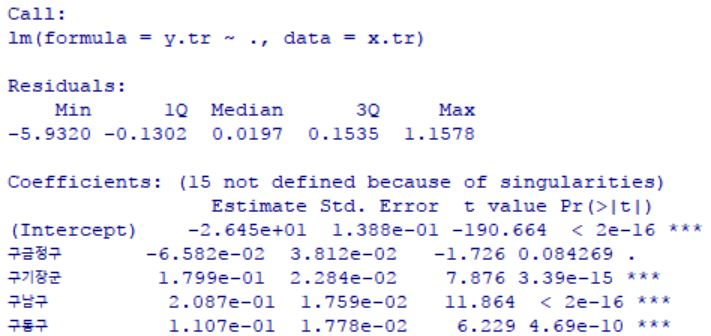 Call:
lm(formula = y.tr ~ ., data = x.tr)
Residuals:
Min 1Q Median 3Q Max
-5.9320 -0.1302 0.0197 0.1535 1.1578
Coefficients: (15 not defined because of singularities)
Estimate Std. Error t value Pr(>|t|)
(Intercept) -2.645e+01 1.388e-01 -190.664 < 2e-16 ***
구금정구 -6.582e-02 3.812e-02 -1.726 0.084269 .
구기장군 1.799e-01 2.284e-02 7.876 3.39e-15 ***
구남구 2.087e-01 1.759e-02 11.864 < 2e-16 ***
구동구 1.107e-01 1.778e-02 6.229 4.69e-10 ***